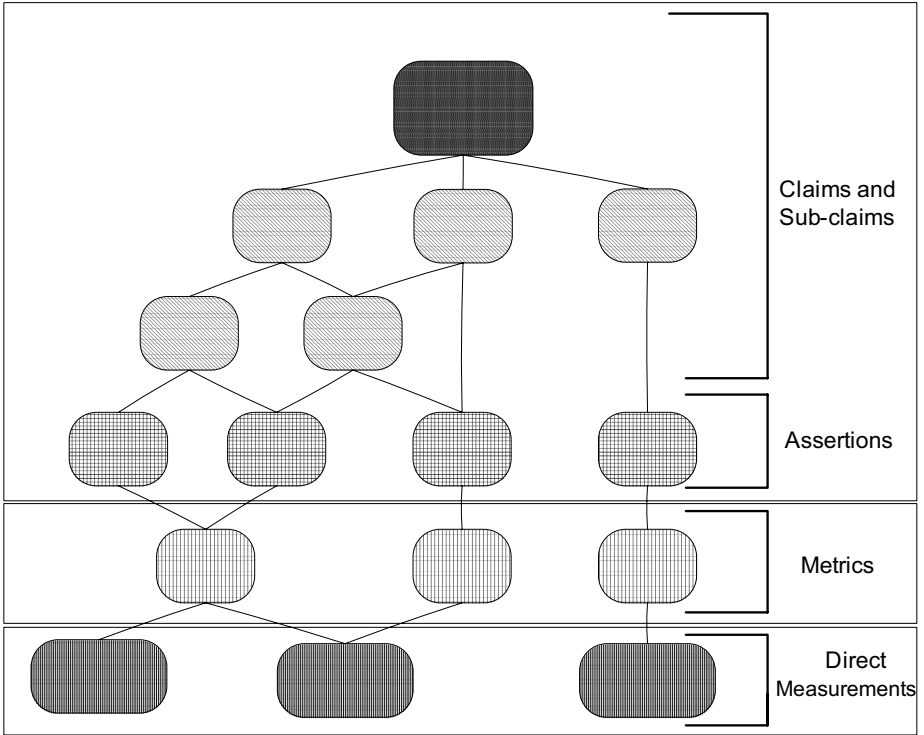 Claims and
Sub-claims
Assertions
Metrics
Direct
Measurements